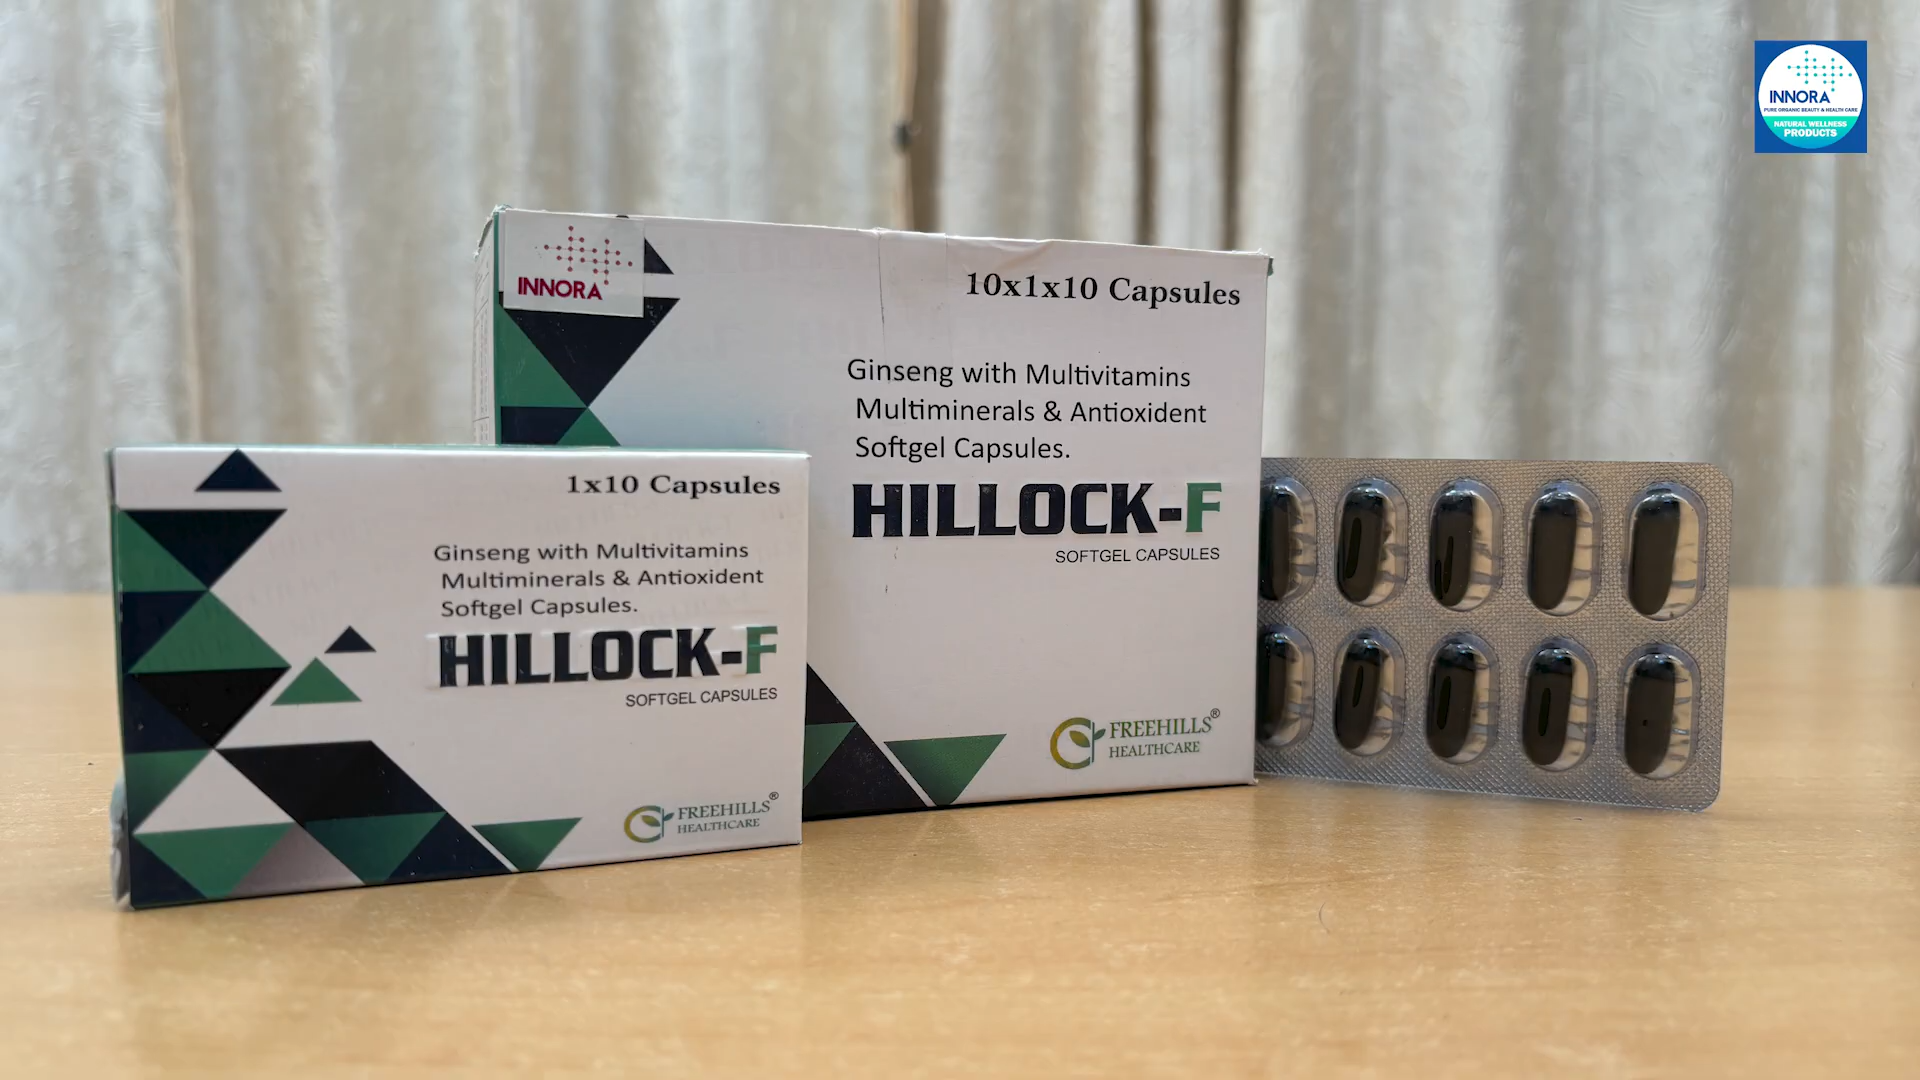 INNORA
PURE ORGANIC BEAUTY & HEALTH CARE
NATURAL WELLNESS
PRODUCTS
INNORA
10x1x10 Capsules
Ginseng with Multivitamins
Multiminerals & Antioxident
Softgel Capsules.
HILLOCK-F
SOFTGEL CAPSULES
FREEHILLS®
HEALTHCARE
1x10 Capsules
Ginseng with Multivitamins
Multiminerals & Antioxident
Softgel Capsules.
HILLOCK-F
SOFTGEL CAPSULES
FREEHILLS®
HEALTHCARE